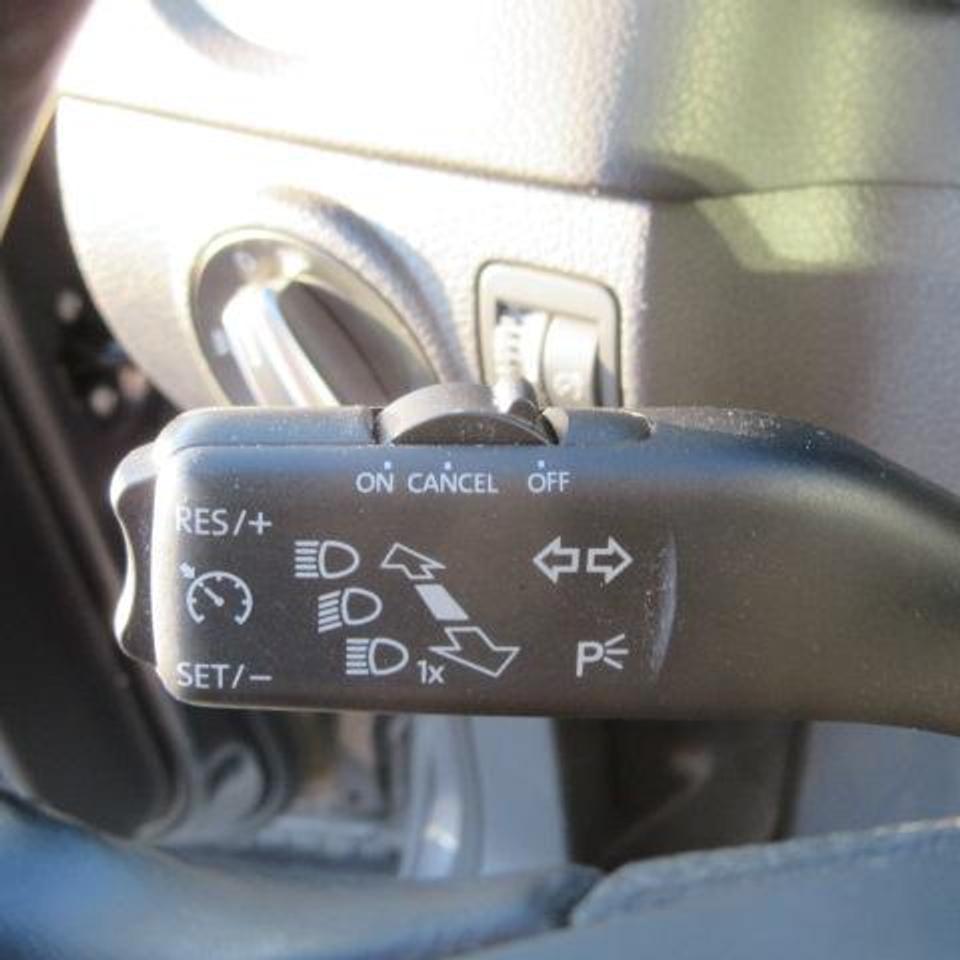 ON CANCEL OFF
RES/+
SET/−
1x
P